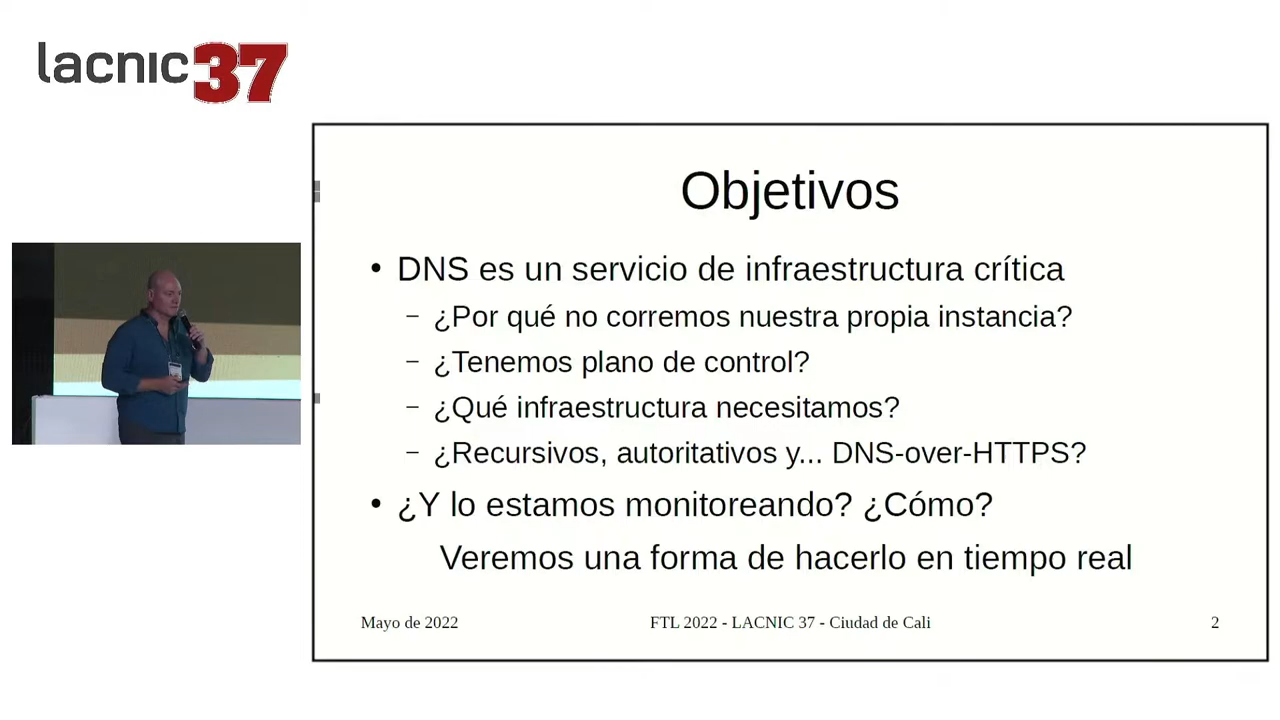 lacnic 37
Objetivos
• DNS es un servicio de infraestructura crítica
– ¿Por qué no corremos nuestra propia instancia?
– ¿Tenemos plano de control?
– ¿Qué infraestructura necesitamos?
– ¿Recursivos, autoritativos y... DNS-over-HTTPS?
• ¿Y lo estamos monitoreando? ¿Cómo?
Veremos una forma de hacerlo en tiempo real
Mayo de 2022
FTL 2022 - LACNIC 37 - Ciudad de Cali
2